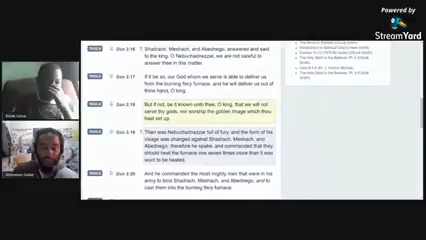 Powered by
StreamYard
TOOLS Dan 3:16 Shadrach, Meshach, and Abednego, answered and said
to the king, O Nebuchadnezzar, we are not careful to
answer thee in this matter.
TOOLS Dan 3:17 If it be so, our God whom we serve is able to deliver us
from the burning fiery furnace, and he will deliver us out of
thine hand, O king.
TOOLS Dan 3:18 But if not, be it known unto thee, O king, that we will not
serve thy gods, nor worship the golden image which thou
hast set up.
TOOLS Dan 3:19 Then was Nebuchadnezzar full of fury, and the form of his
visage was changed against Shadrach, Meshach, and
Abednego: therefore he spake, and commanded that they
should heat the furnace one seven times more than it was
wont to be heated.
TOOLS Dan 3:20 And he commanded the most mighty men that were in his
army to bind Shadrach, Meshach, and Abednego, and to
cast them into the burning fiery furnace.